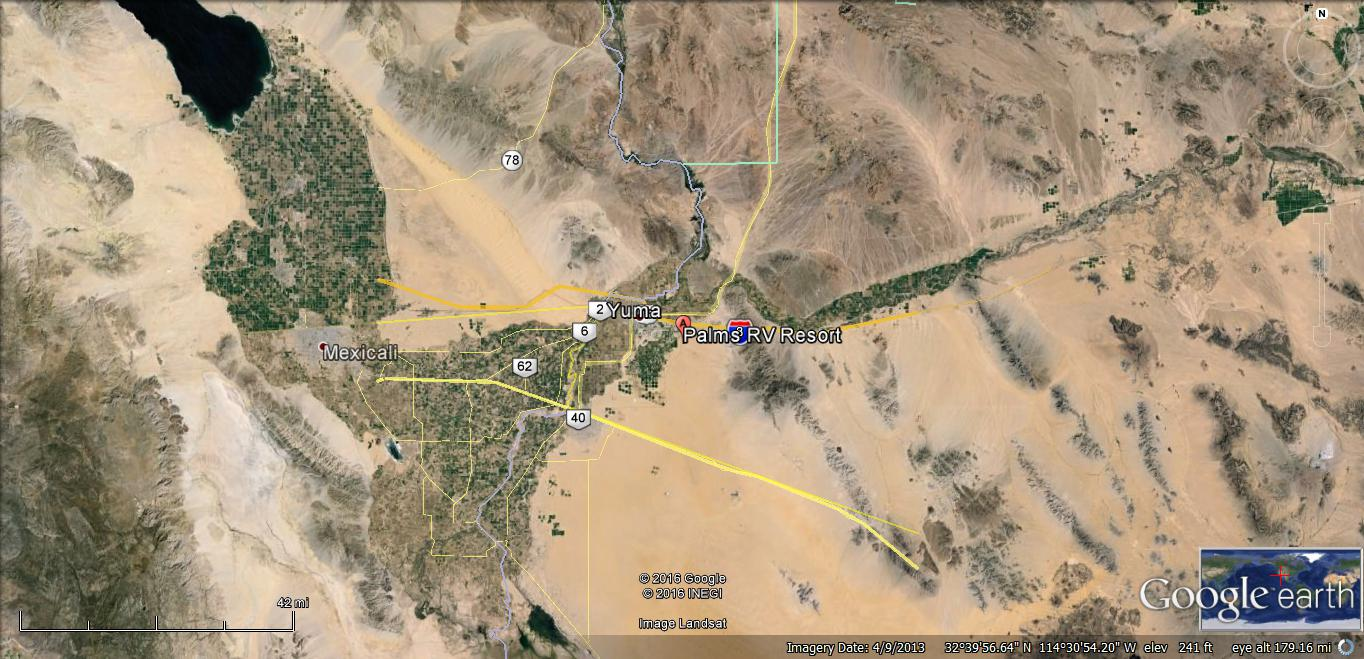 N
78
2
Yuma
6
A
Palms RV Resort
8
Mexicali
62
40
© 2016 Google
© 2016 INEGI
42 mi
Image Landsat
Google earth
Imagery Date: 4/9/2013 32°39'56.64" N 114°30'54.20" W elev 241 ft eye alt 179.16 mi